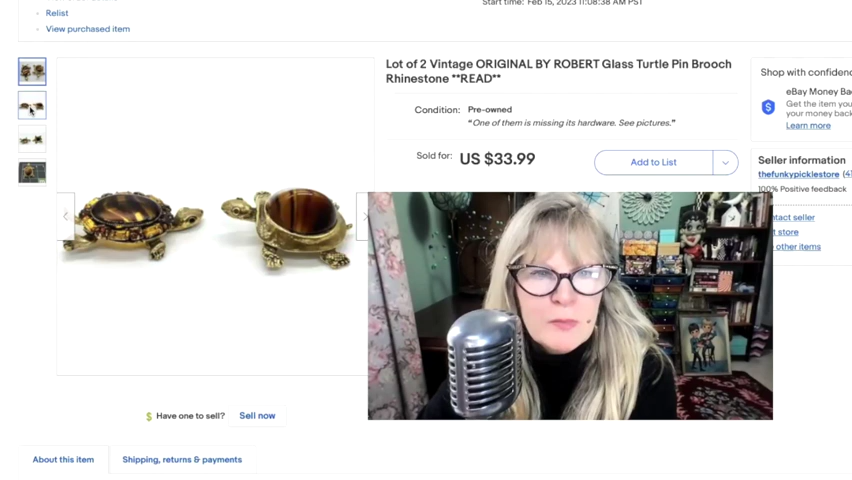 Relist
Start time: Feb 15, 2023 11:08:38 AM PST
View purchased item
Lot of 2 Vintage ORIGINAL BY ROBERT Glass Turtle Pin Brooch
Rhinestone **READ**
Condition: Pre-owned
“One of them is missing its hardware. See pictures.”
Sold for: US $33.99
Add to List
Shop with confidenc
eBay Money Ba
Get the item you
your money back
Learn more
Seller information
thefunkypicklestore (4
100% Positive feedback
ntact seller
t store
other items
Have one to sell? Sell now
About this item
Shipping, returns & payments